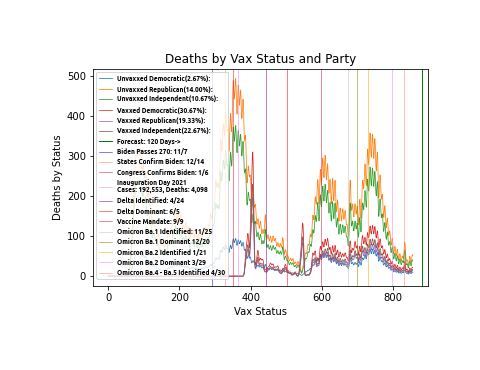 Deaths by Vax Status and Party
Deaths by Status
500
400
300
200
100
0
Unvaxxed Democratic(2.67%):
Unvaxxed Republican(14.00%):
Unvaxxed Independent(10.67%):
Vaxxed Democratic(30.67%):
Vaxxed Republican(19.33%):
Vaxxed Independent(22.67%):
Forecast: 120 Days->
Biden Passes 270: 11/7
States Confirm Biden: 12/14
Congress Confirms Biden: 1/6
Inauguration Day 2021
Cases: 192,553, Deaths: 4,098
Delta Identified: 4/24
Delta Dominant: 6/5
Vaccine Mandate: 9/9
Omicron Ba.1 Identified: 11/25
Omicron Ba.1 Dominant 12/20
Omicron Ba.2 Identified 1/21
Omicron Ba.2 Dominant 3/29
Omicron Ba.4 - Ba.5 Identified 4/30
0 200 400 600 800
Vax Status